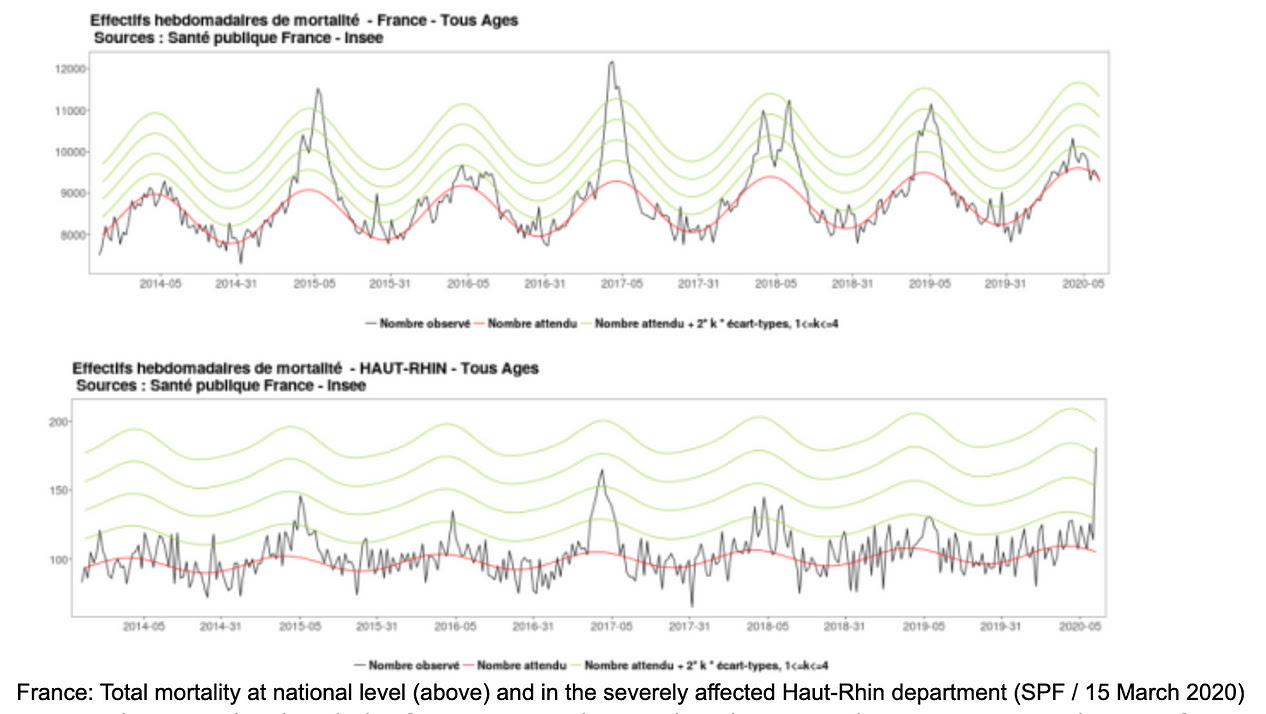 Effectifs hebdomadaires de mortalité - France - Tous Ages
Sources : Santé publique France - Insee
12000
11000
10000
9000
8000
2014-05 2014-31 2015-05 2015-31 2016-05 2016-31 2017-05 2017-31 2018-05 2018-31 2019-05 2019-31 2020-05
Nombre observé Nombre attendu Nombre attendu + 2* k * écart-types, 1<=k<=4
Effectifs hebdomadaires de mortalité - HAUT-RHIN - Tous Ages
Sources : Santé publique France - Insee
200
150
100
2014-05 2014-31 2015-05 2015-31 2016-05 2016-31 2017-05 2017-31 2018-05 2018-31 2019-05 2019-31 2020-05
Nombre observé Nombre attendu Nombre attendu + 2* k * écart-types, 1<=k<=4
France: Total mortality at national level (above) and in the severely affected Haut-Rhin department (SPF / 15 March 2020)